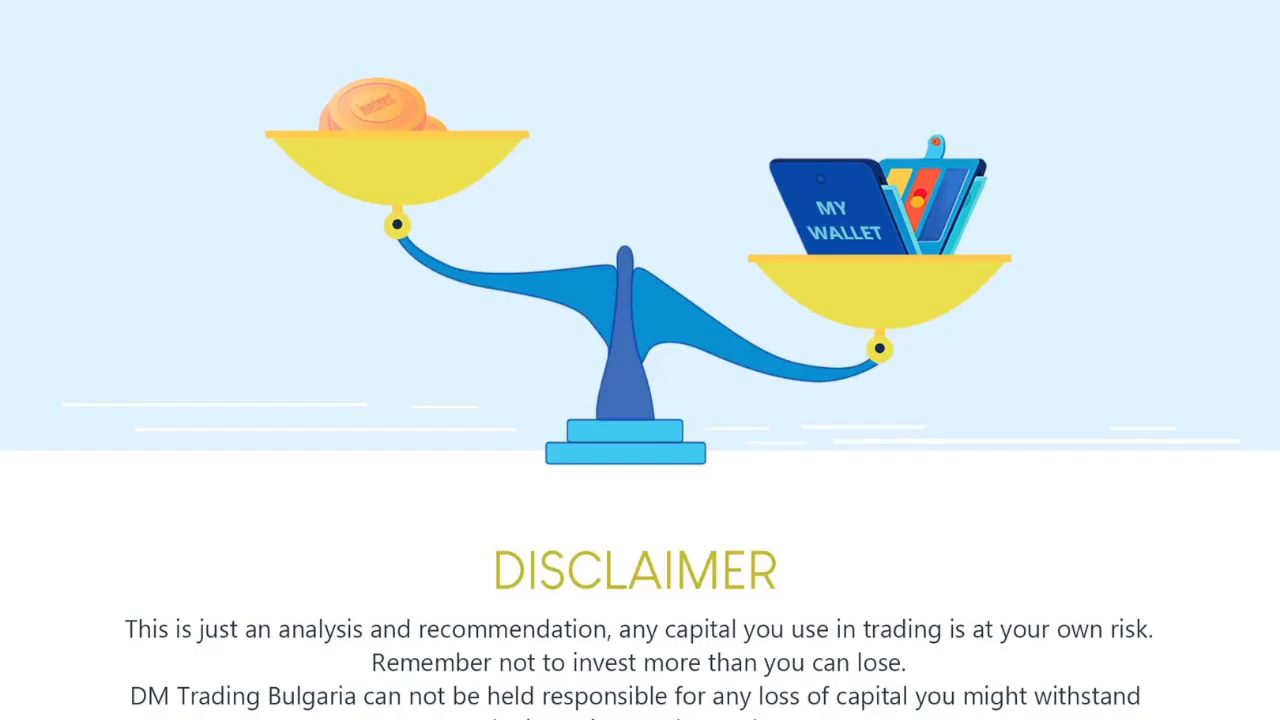 investment
MY
WALLET
DISCLAIMER
This is just an analysis and recommendation, any capital you use in trading is at your own risk.
Remember not to invest more than you can lose.
DM Trading Bulgaria can not be held responsible for any loss of capital you might withstand